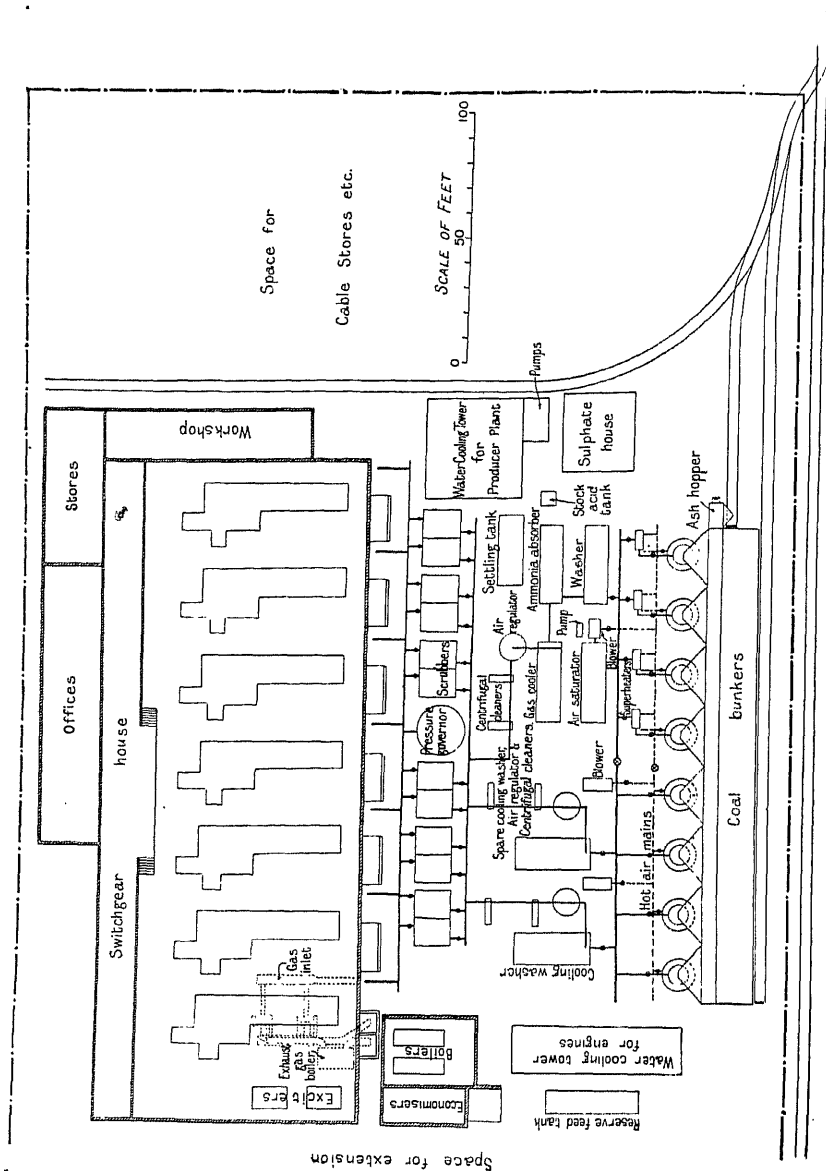 Space for
Cable Stores etc.
SCALE OF FEET
0
50
100
Stores
Workshop
Offices
Switchgear
house
Water Cooling Tower
for
Producer Plant
Pumps
Sulphate
house
Stock
acid
tank
Settling tank
Ammonia absorber
Washer
Ash hopper
Scrubbers
Air
regulator
Pump
Blower
Centrifugal
cleaners
Gas cooler
Air saturator
Superheaters
Pressure
governor
Spare cooling washer,
Air regulator &
Centrifugal cleaners
Blower
Hot air mains
Coal
bunkers
Cooling washer
Gas
inlet
Exhaust
gas
boiler
Exciters
Boilers
Economisers
Water cooling tower
for engines
Reserve feed
tank
Space for extension